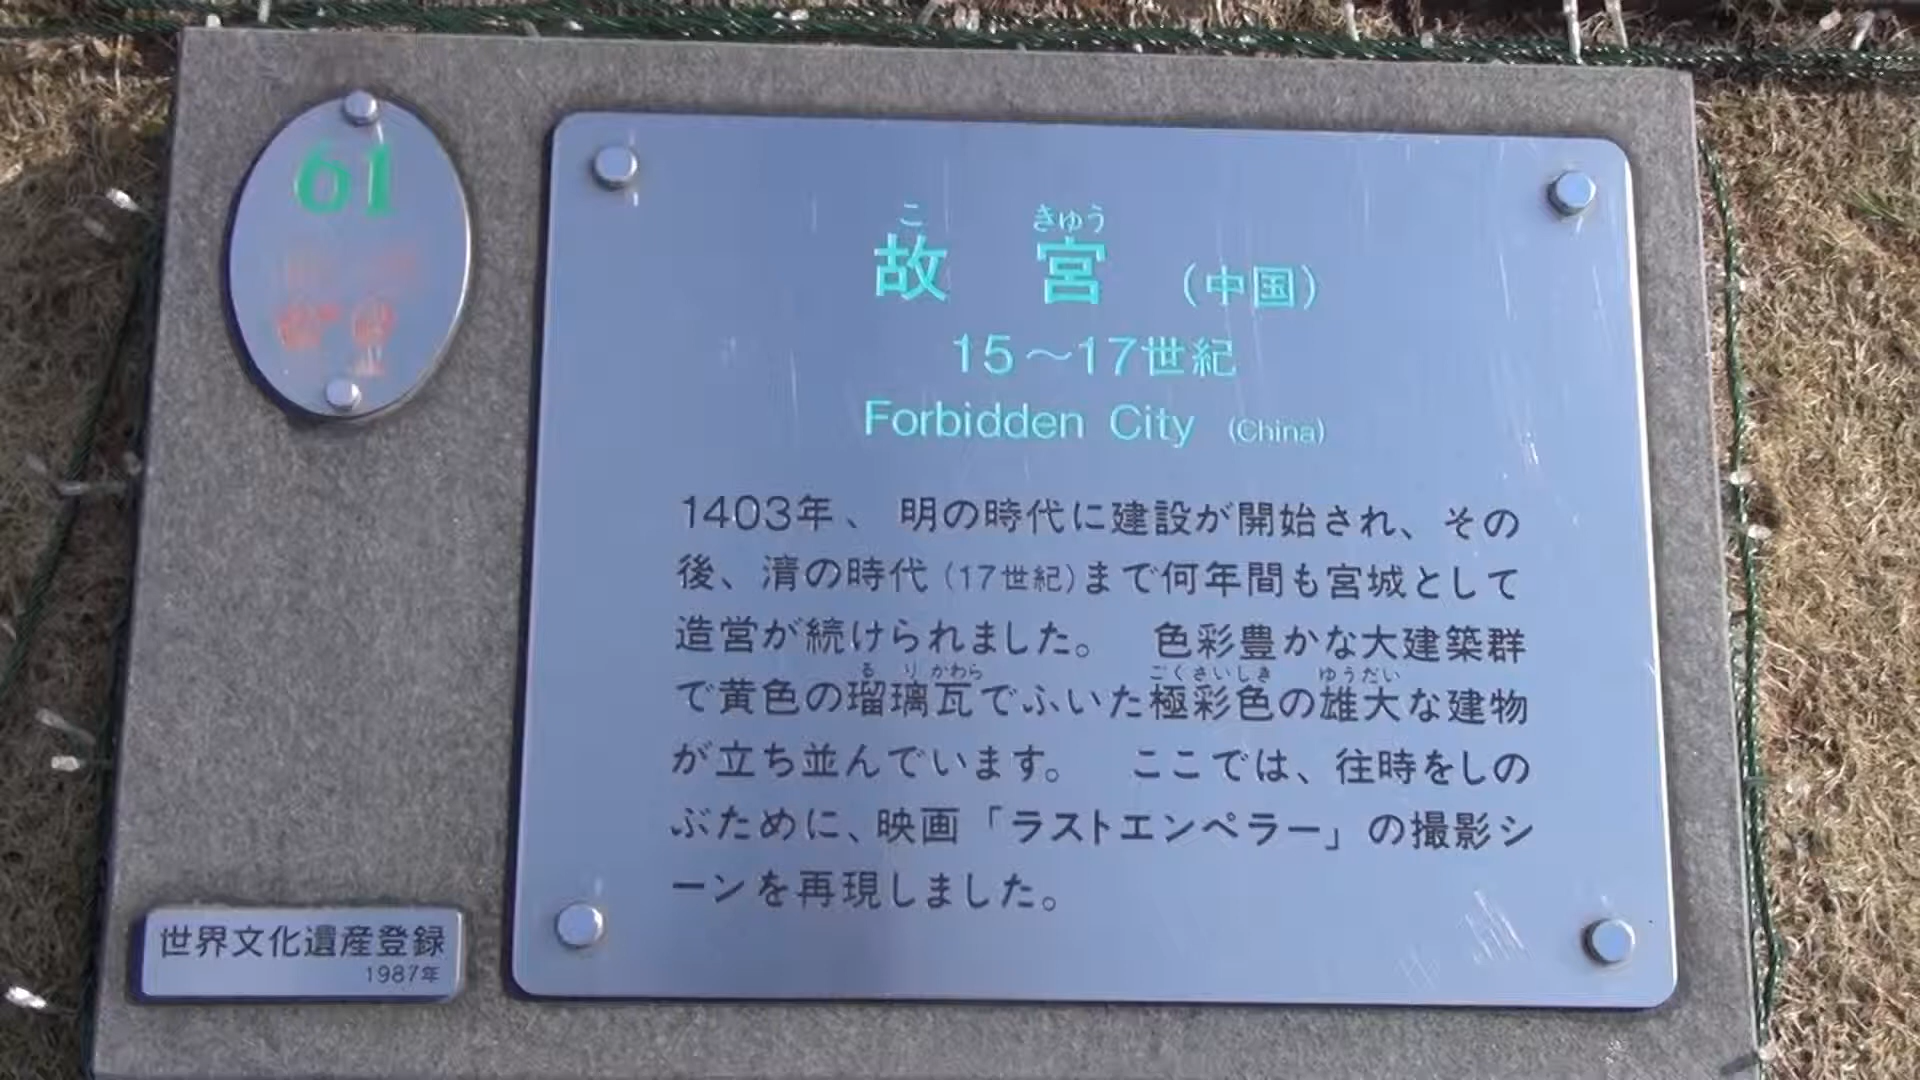 61
こ きゅう
故 宮 (中国)
15～17世紀
Forbidden City (China)
1403年、明の時代に建設が開始され、その
後、清の時代(17世紀)まで何年間も宮城として
造営が続けられました。 色彩豊かな大建築群
る り かわら ごくさいしき ゆうだい
で黄色の瑠璃瓦でふいた極彩色の雄大な建物
が立ち並んでいます。 ここでは、往時をしの
ぶために、映画「ラストエンペラー」の撮影シ
ーンを再現しました。
世界文化遺産登録
1987年